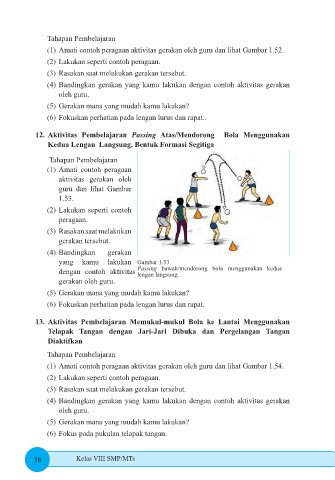 Tahapan Pembelajaran
(1) Amati contoh peragaan aktivitas gerakan oleh guru dan lihat Gambar 1.52.
(2) Lakukan seperti contoh peragaan.
(3) Rasakan saat melakukan gerakan tersebut.
(4) Bandingkan gerakan yang kamu lakukan dengan contoh aktivitas gerakan
oleh guru.
(5) Gerakan mana yang mudah kamu lakukan?
(6) Fokuskan perhatian pada lengan lurus dan rapat..
12. Aktivitas Pembelajaran Passing Atas/Mendorong Bola Menggunakan
Kedua Lengan Langsung, Bentuk Formasi Segitiga
Tahapan Pembelajaran
(1) Amati contoh peragaan
aktivitas gerakan oleh
guru dan lihat Gambar
1.53.
(2) Lakukan seperti contoh
peragaan.
(3) Rasakan saat melakukan
gerakan tersebut.
(4) Bandingkan gerakan
yang kamu lakukan
dengan contoh aktivitas
gerakan oleh guru.
Gambar 1.53
Passing bawah/mendorong bola menggunakan kedua
lengan langsung.
(5) Gerakan mana yang mudah kamu lakukan?
(6) Fokuskan perhatian pada lengan lurus dan rapat.
13. Aktivitas Pembelajaran Memukul-mukul Bola ke Lantai Menggunakan
Telapak Tangan dengan Jari-Jari Dibuka dan Pergelangan Tangan
Diaktifkan
Tahapan Pembelajaran
(1) Amati contoh peragaan aktivitas gerakan oleh guru dan lihat Gambar 1.54.
(2) Lakukan seperti contoh peragaan.
(3) Rasakan saat melakukan gerakan tersebut.
(4) Bandingkan gerakan yang kamu lakukan dengan contoh aktivitas gerakan
oleh guru.
(5) Gerakan mana yang mudah kamu lakukan?
(6) Fokus pada pukulan telapak tangan.
38 Kelas VIII SMP/MTs